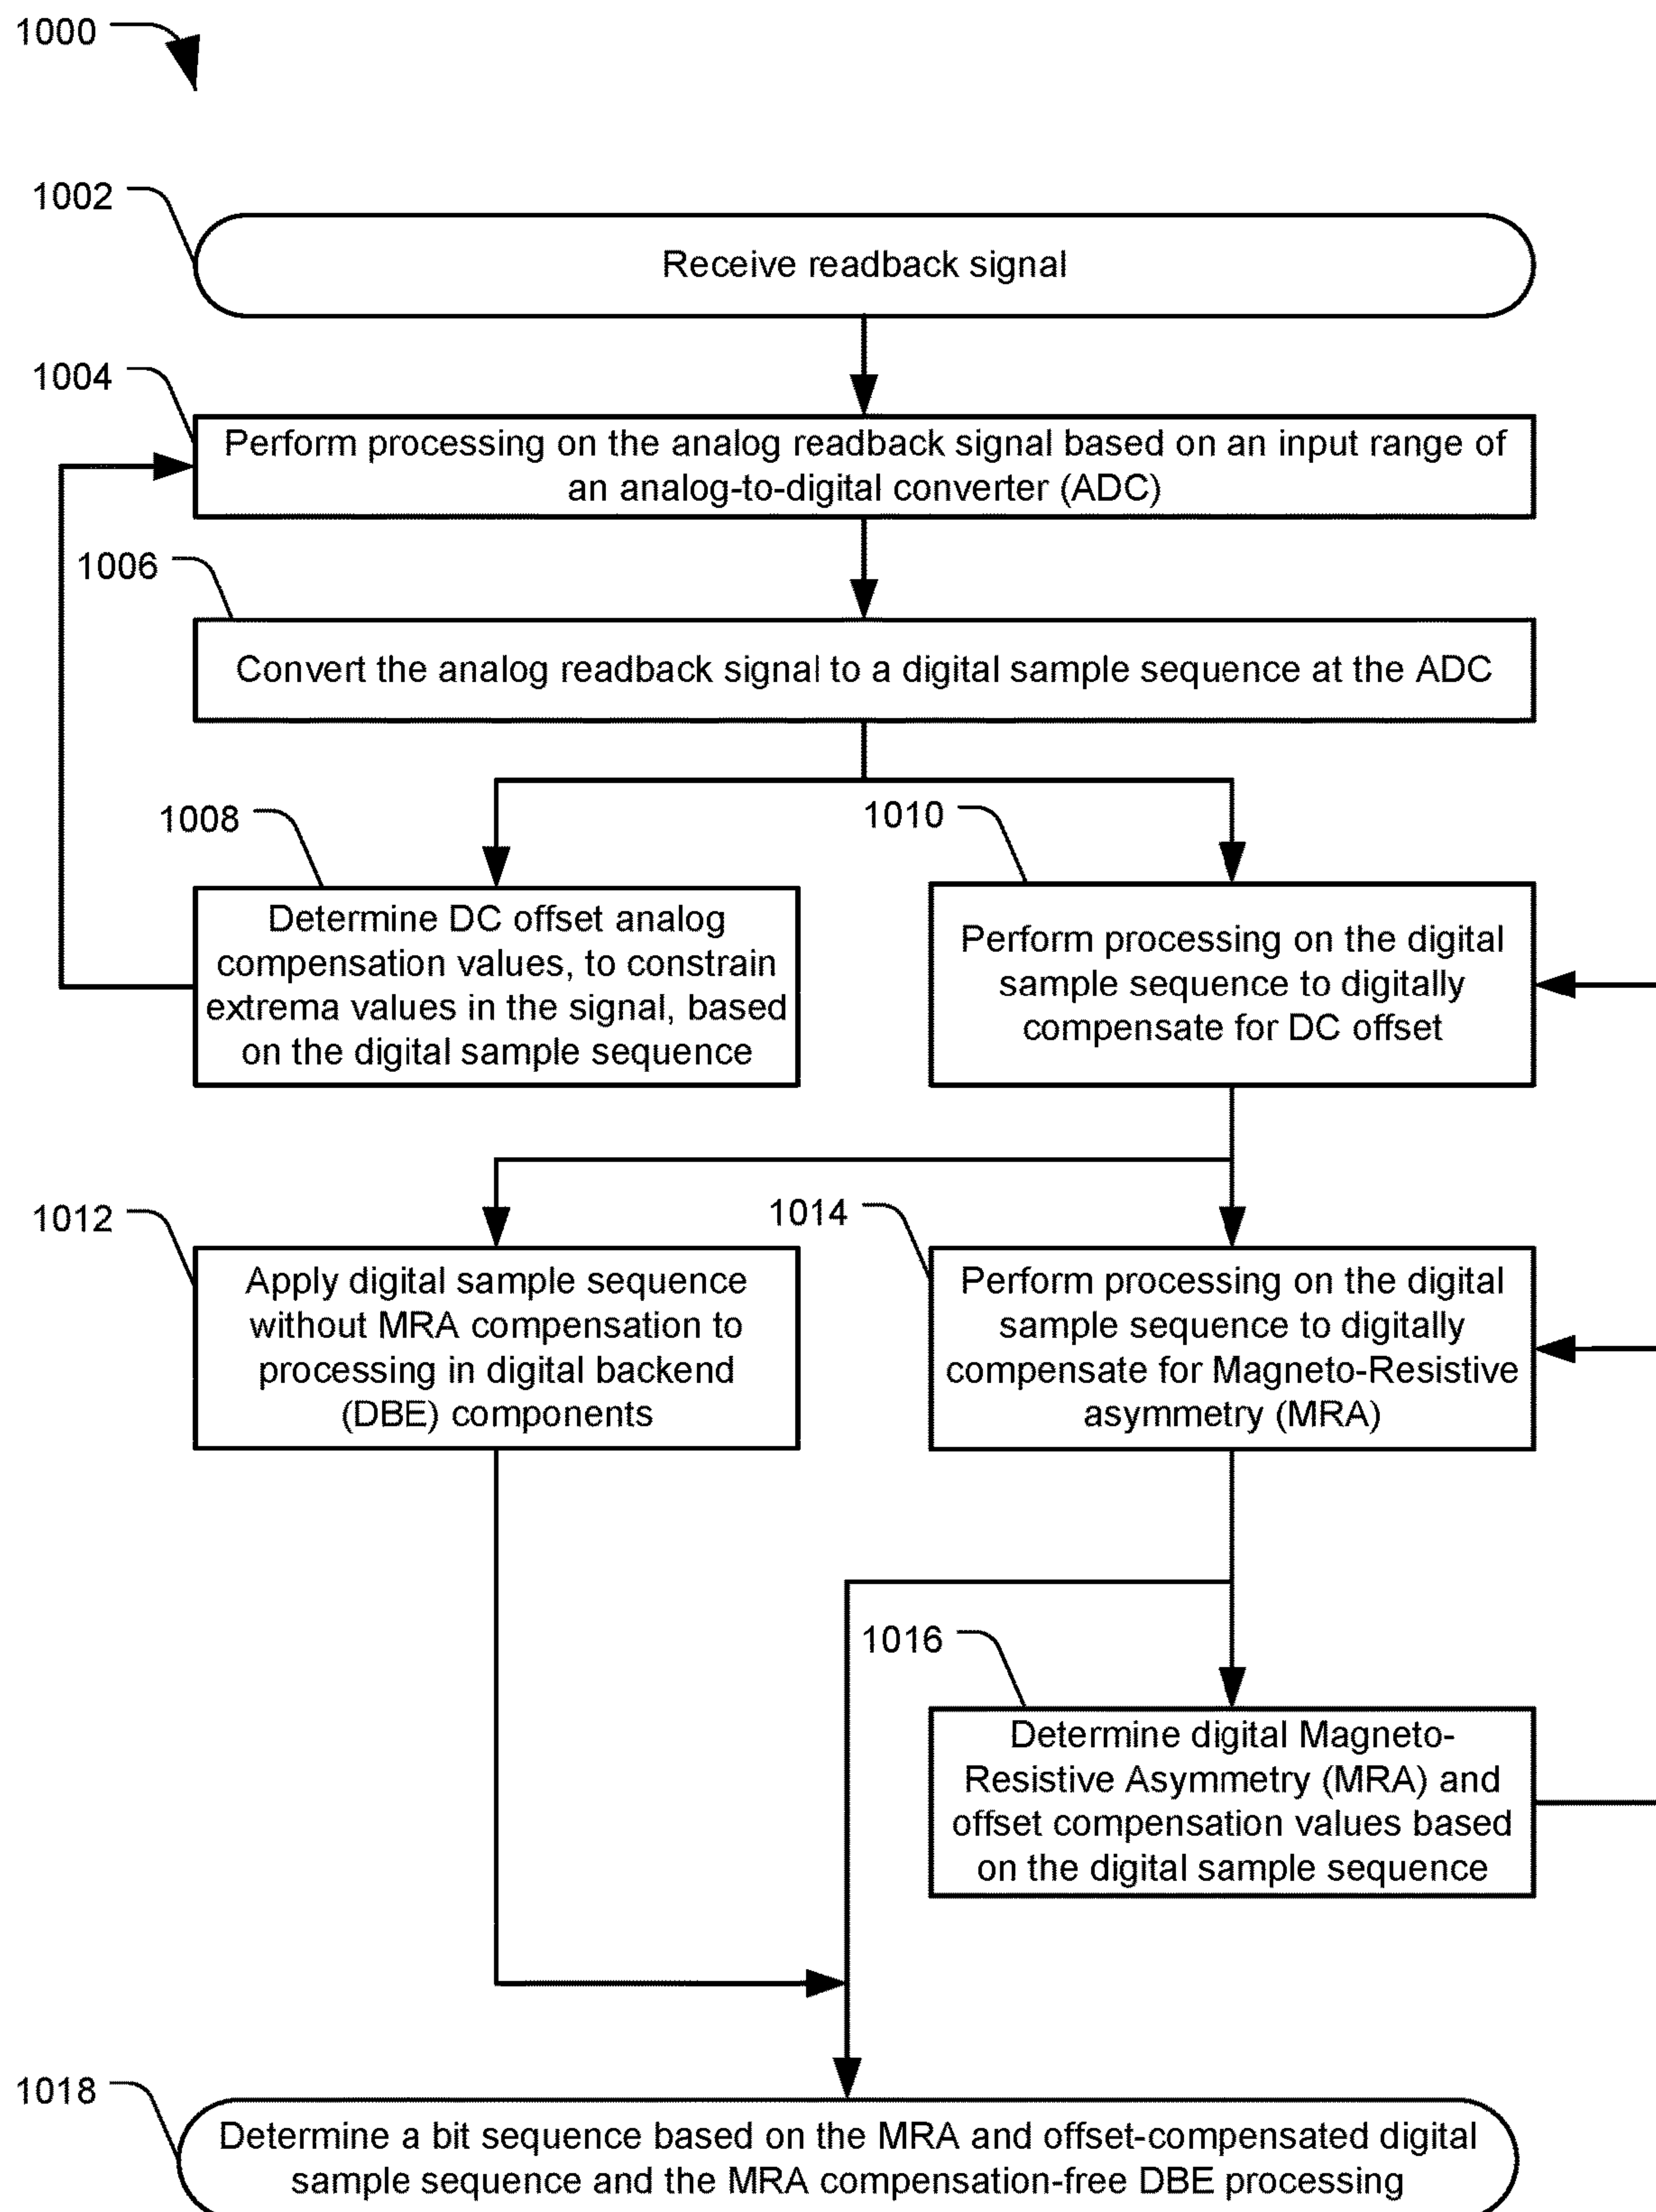 1000
1002
Receive readback signal
1004
Perform processing on the analog readback signal based on an input range of
an analog-to-digital converter (ADC)
1006
Convert the analog readback signal to a digital sample sequence at the ADC
1008
Determine DC offset analog
compensation values, to constrain
extrema values in the signal, based
on the digital sample sequence
1010
Perform processing on the digital
sample sequence to digitally
compensate for DC offset
1012
Apply digital sample sequence
without MRA compensation to
processing in digital backend
(DBE) components
1014
Perform processing on the digital
sample sequence to digitally
compensate for Magneto-Resistive
asymmetry (MRA)
1016
Determine digital Magneto-
Resistive Asymmetry (MRA) and
offset compensation values based
on the digital sample sequence
1018
Determine a bit sequence based on the MRA and offset-compensated digital
sample sequence and the MRA compensation-free DBE processing